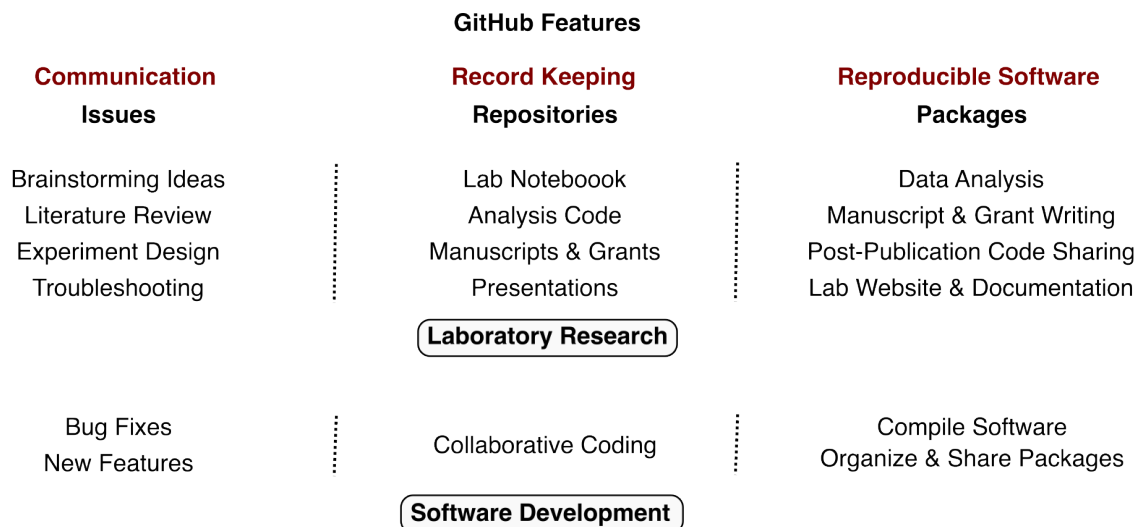 GitHub Features
Communication
Record Keeping
Reproducible Software
Issues
Repositories
Packages
Brainstorming Ideas
Literature Review
Experiment Design
Troubleshooting
Lab Noteboook
Analysis Code
Manuscripts & Grants
Presentations
Data Analysis
Manuscript & Grant Writing
Post-Publication Code Sharing
Lab Website & Documentation
Laboratory Research
Bug Fixes
New Features
Collaborative Coding
Compile Software
Organize & Share Packages
Software Development